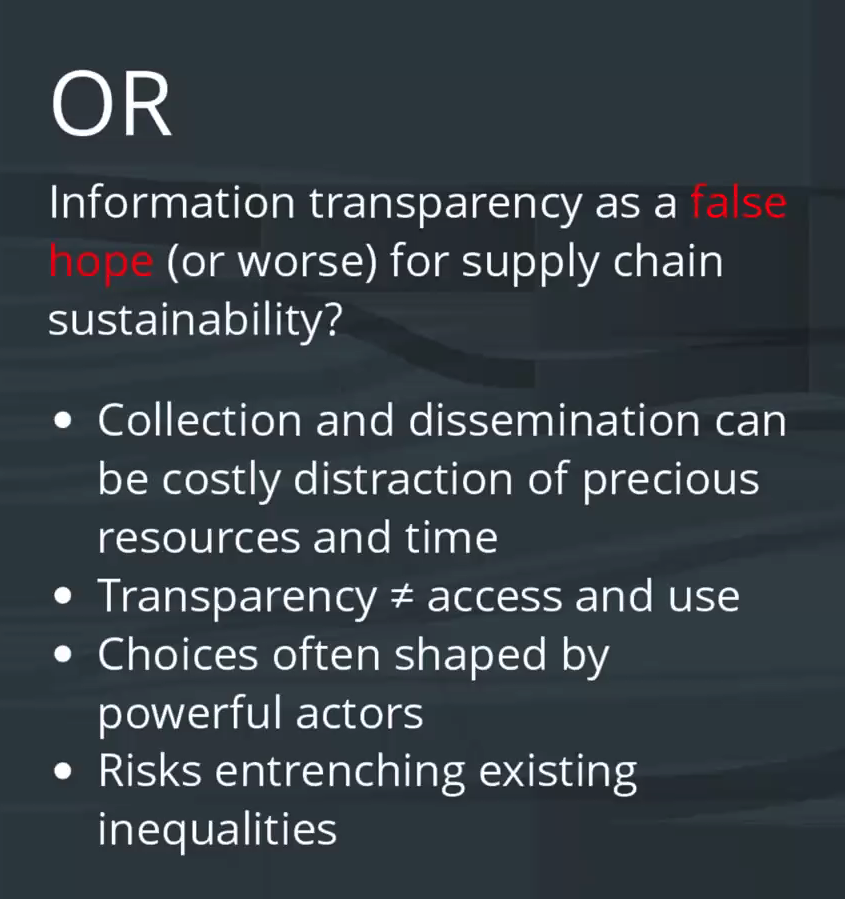 OR
Information transparency as a false
hope (or worse) for supply chain
sustainability?
• Collection and dissemination can
be costly distraction of precious
resources and time
• Transparency ≠ access and use
• Choices often shaped by
powerful actors
• Risks entrenching existing
inequalities